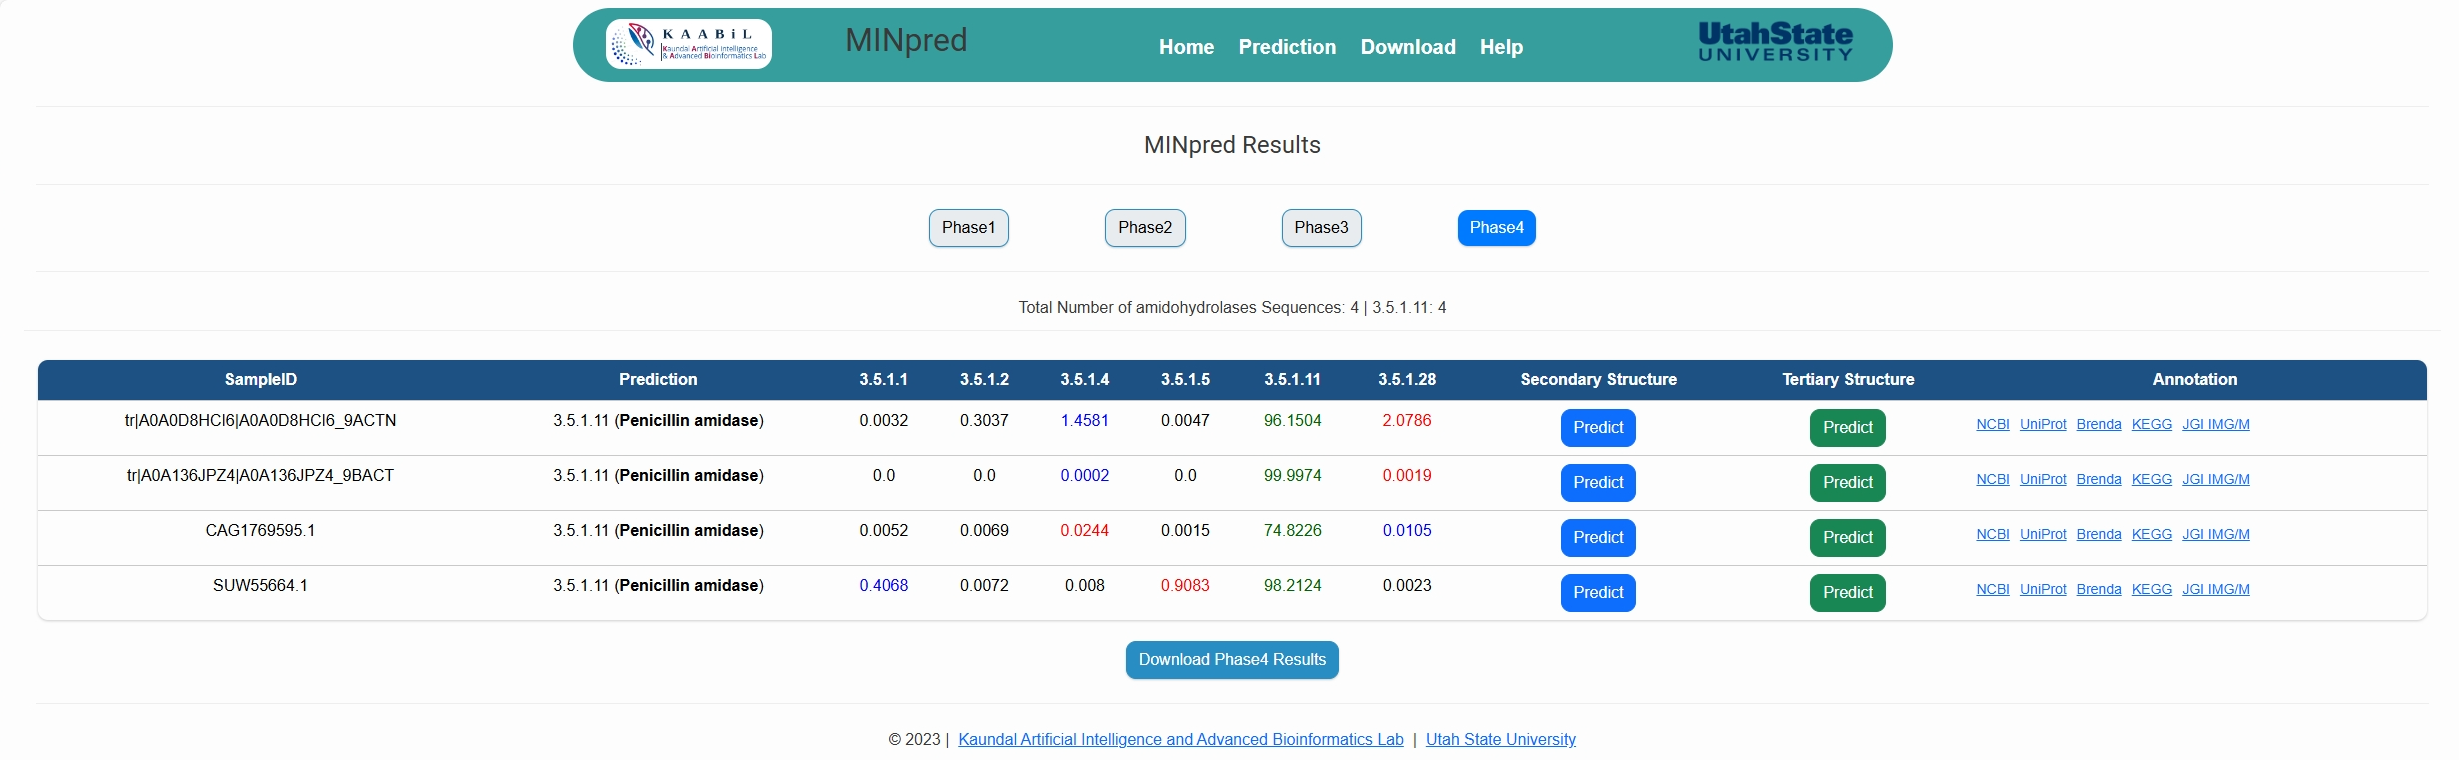 KAABiL
Kaundal Artificial Intelligence
& Advanced Bioinformatics Lab
MINpred
Home Prediction Download Help
UtahState
UNIVERSITY
MINpred Results
Phase1 Phase2 Phase3 Phase4
Total Number of amidohydrolases Sequences: 4 | 3.5.1.11: 4
SampleID Prediction 3.5.1.1 3.5.1.2 3.5.1.4 3.5.1.5 3.5.1.11 3.5.1.28 Secondary Structure Tertiary Structure Annotation
tr|A0A0D8HCI6|A0A0D8HCI6_9ACTN 3.5.1.11 (Penicillin amidase) 0.0032 0.3037 1.4581 0.0047 96.1504 2.0786 Predict Predict NCBI UniProt Brenda KEGG JGI IMG/M
tr|A0A136JPZ4|A0A136JPZ4_9BACT 3.5.1.11 (Penicillin amidase) 0.0 0.0 0.0002 0.0 99.9974 0.0019 Predict Predict NCBI UniProt Brenda KEGG JGI IMG/M
CAG1769595.1 3.5.1.11 (Penicillin amidase) 0.0052 0.0069 0.0244 0.0015 74.8226 0.0105 Predict Predict NCBI UniProt Brenda KEGG JGI IMG/M
SUW55664.1 3.5.1.11 (Penicillin amidase) 0.4068 0.0072 0.008 0.9083 98.2124 0.0023 Predict Predict NCBI UniProt Brenda KEGG JGI IMG/M
Download Phase4 Results
© 2023 | Kaundal Artificial Intelligence and Advanced Bioinformatics Lab | Utah State University